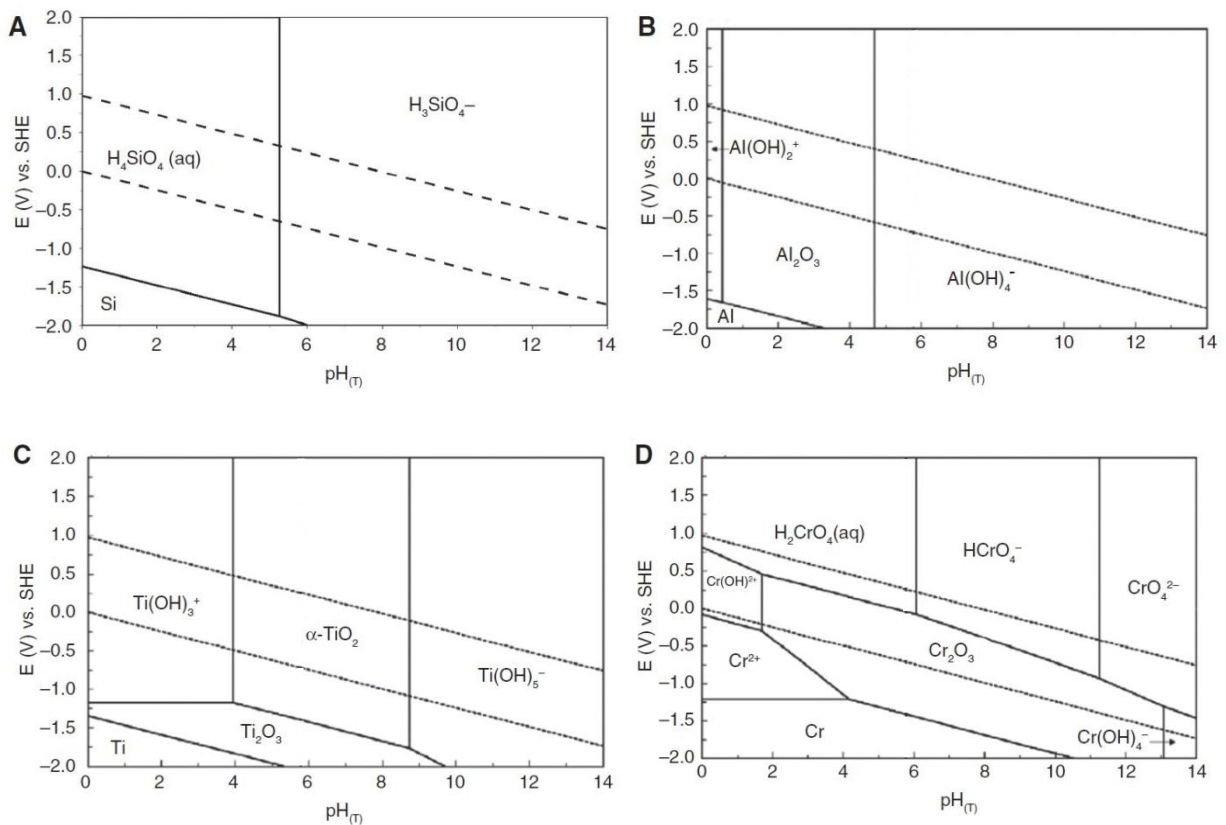 A
2.0
1.5
1.0
0.5
0.0
–0.5
–1.0
–1.5
–2.0
E (V) vs. SHE
H₄SiO₄ (aq)
H₃SiO₄–
Si
0 2 4 6 8 10 12 14
pH(T)
B
2.0
1.5
1.0
0.5
0.0
–0.5
–1.0
–1.5
–2.0
E (V) vs. SHE
Al(OH)₂⁺
Al₂O₃
Al(OH)₄⁻
Al
0 2 4 6 8 10 12 14
pH(T)
C
2.0
1.5
1.0
0.5
0.0
–0.5
–1.0
–1.5
–2.0
E (V) vs. SHE
Ti(OH)₃⁺
α-TiO₂
Ti(OH)₅⁻
Ti₂O₃
Ti
0 2 4 6 8 10 12 14
pH(T)
D
2.0
1.5
1.0
0.5
0.0
–0.5
–1.0
–1.5
–2.0
E (V) vs. SHE
H₂CrO₄(aq)
HCrO₄⁻
CrO₄²⁻
Cr(OH)²⁺
Cr₂O₃
Cr²⁺
Cr
Cr(OH)₄⁻
0 2 4 6 8 10 12 14
pH(T)